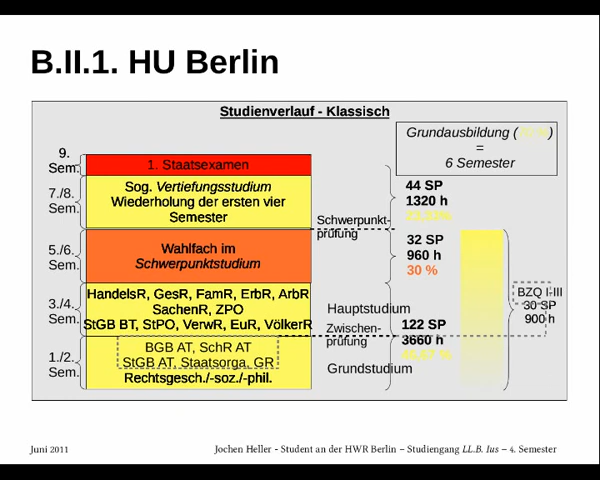 B.II.1. HU Berlin
Studienverlauf - Klassisch
Grundausbildung (
)
=
6 Semester
9.
Sem.
1. Staatsexamen
7./8.
Sem.
Sog. Vertiefungsstudium
Wiederholung der ersten vier
Semester
44 SP
1320 h
Schwerpunkt-
prüfung
5./6.
Sem.
Wahlfach im
Schwerpunktstudium
32 SP
960 h
30 %
3./4.
Sem.
HandelsR, GesR, FamR, ErbR, ArbR
SachenR, ZPO
StGB BT, StPO, VerwR, EuR, VölkerR
Hauptstudium
Zwischen-
prüfung
122 SP
3660 h
BZQ I-III
30 SP
900 h
1./2.
Sem.
BGB AT, SchR AT
StGB AT, Staatsorga, GR
Rechtsgesch./-soz./-phil.
Grundstudium
Juni 2011
Jochen Heller - Student an der HWR Berlin – Studiengang LL.B. Ius – 4. Semester